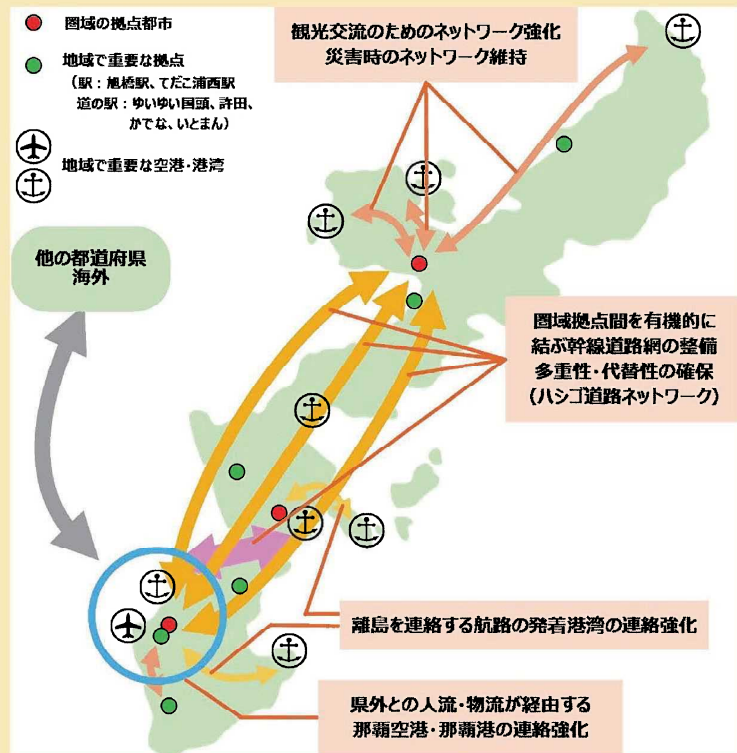 圏域の拠点都市
地域で重要な拠点
(駅：旭橋駅、てだこ浦西駅
道の駅：ゆいゆい国頭、許田、
かでな、いとまん)
地域で重要な空港・港湾
観光交流のためのネットワーク強化
災害時のネットワーク維持
他の都道府県
海外
圏域拠点間を有機的に
結ぶ幹線道路網の整備
多重性・代替性の確保
(ハシゴ道路ネットワーク)
離島を連絡する航路の発着港湾の連絡強化
県外との人流・物流が経由する
那覇空港・那覇港の連絡強化